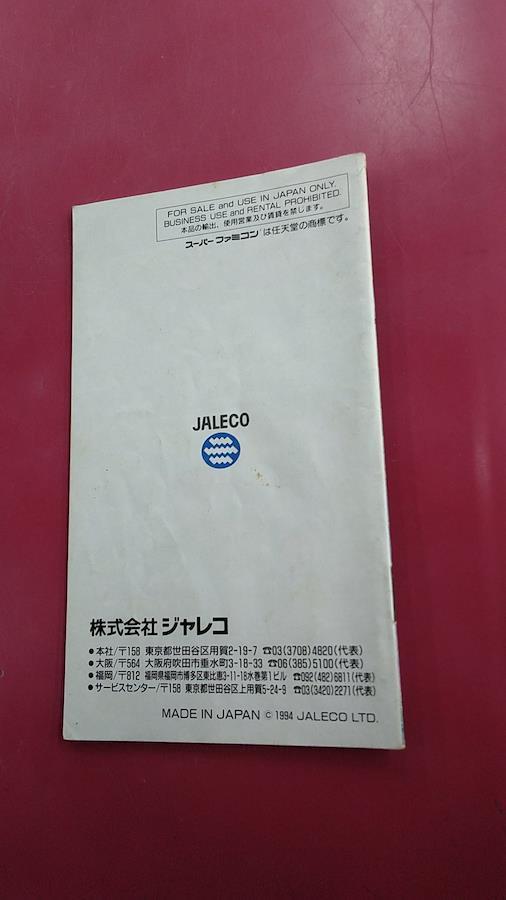 FOR SALE and USE IN JAPAN ONLY.
BUSINESS USE and RENTAL PROHIBITED.
本品の輸出、使用営業及び賃貸を禁じます。
スーパーファミコンは任天堂の商標です。
JALECO
株式会社 ジャレコ
●本社/〒158 東京都世田谷区用賀2-19-7 ☎03(3708)4820(代表)
●大阪/〒564 大阪府吹田市垂水町3-18-33 ☎06(385)5100(代表)
●福岡/〒812 福岡県福岡市博多区東比恵3-11-18水巻第1ビル ☎092(482)6811(代表)
●サービスセンター/〒158 東京都世田谷区上用賀5-24-9 ☎03(3420)2271(代表)
MADE IN JAPAN © 1994 JALECO LTD.